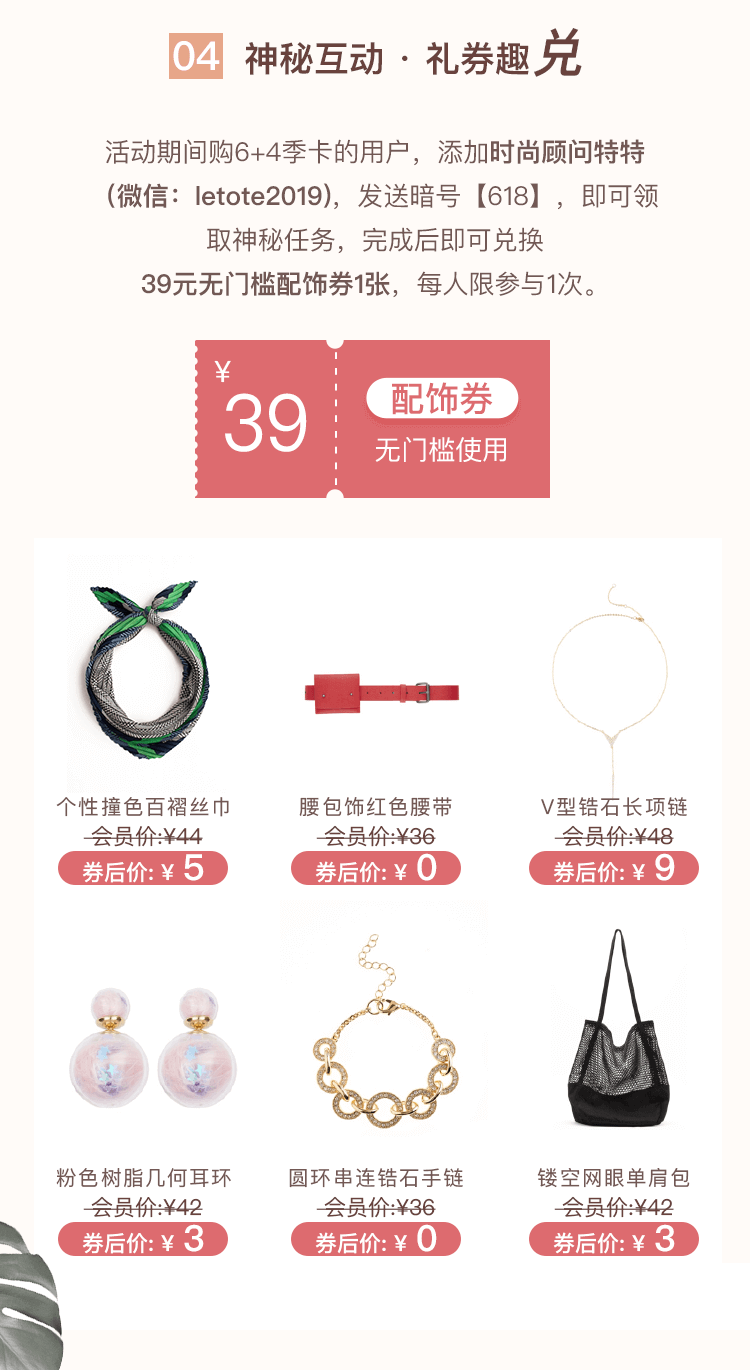 04 神秘互动 · 礼券趣兑
活动期间购6+4季卡的用户，添加时尚顾问特特
（微信：letote2019)，发送暗号【618】，即可领
取神秘任务，完成后即可兑换
39元无门槛配饰券1张，每人限参与1次。
¥
39
配饰券
无门槛使用
个性撞色百褶丝巾
会员价:¥44
券后价: ¥ 5
腰包饰红色腰带
会员价:¥36
券后价: ¥ 0
V型锆石长项链
会员价:¥48
券后价: ¥ 9
粉色树脂几何耳环
会员价:¥42
券后价: ¥ 3
圆环串连锆石手链
会员价:¥36
券后价: ¥ 0
镂空网眼单肩包
会员价:¥42
券后价: ¥ 3